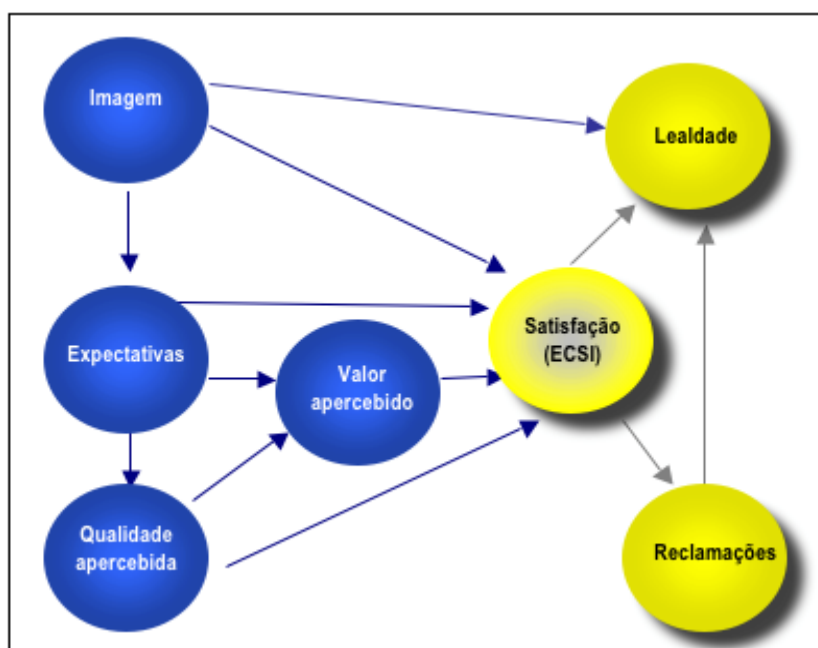 Imagem
Lealdade
Satisfação
(ECSI)
Expectativas
Valor
apercebido
Qualidade
apercebida
Reclamações